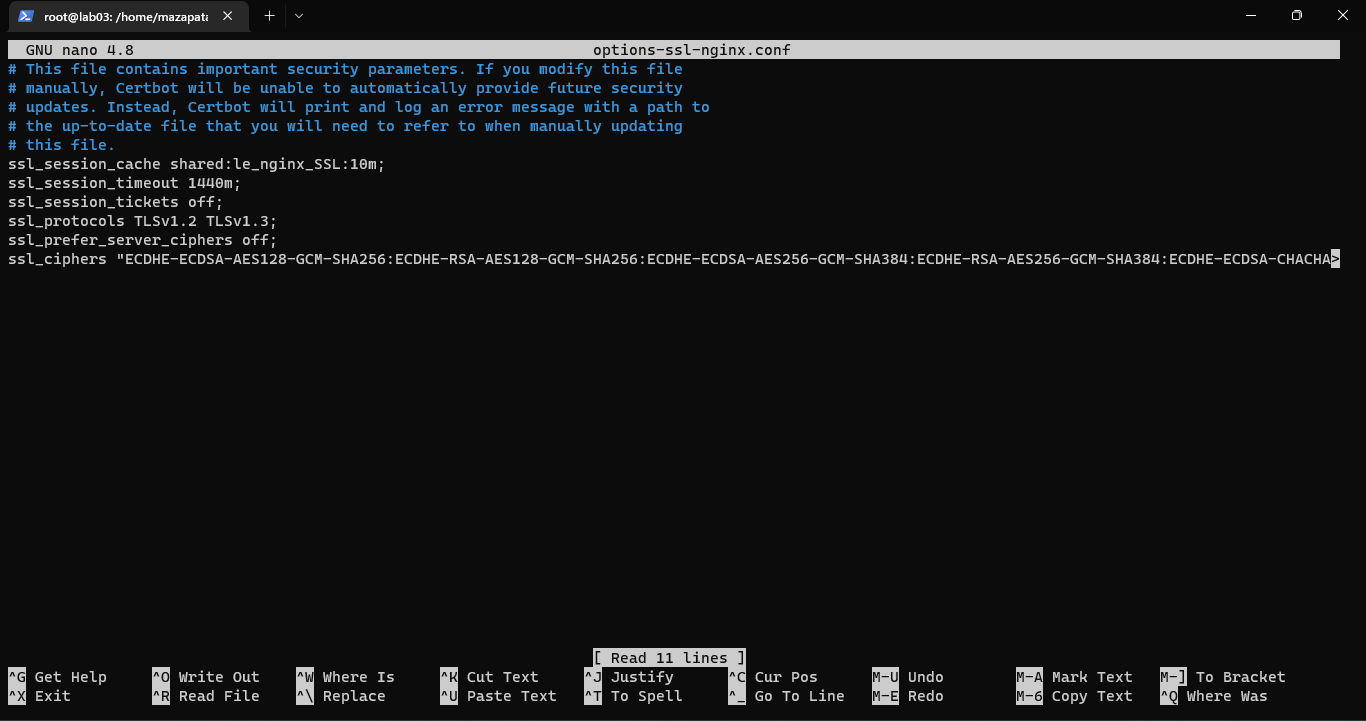 root@lab03: /home/mazapata
GNU nano 4.8 options-ssl-nginx.conf
# This file contains important security parameters. If you modify this file
# manually, Certbot will be unable to automatically provide future security
# updates. Instead, Certbot will print and log an error message with a path to
# the up-to-date file that you will need to refer to when manually updating
# this file.
ssl_session_cache shared:le_nginx_SSL:10m;
ssl_session_timeout 1440m;
ssl_session_tickets off;
ssl_protocols TLSv1.2 TLSv1.3;
ssl_prefer_server_ciphers off;
ssl_ciphers "ECDHE-ECDSA-AES128-GCM-SHA256:ECDHE-RSA-AES128-GCM-SHA256:ECDHE-ECDSA-AES256-GCM-SHA384:ECDHE-RSA-AES256-GCM-SHA384:ECDHE-ECDSA-CHACHA>
[ Read 11 lines ]
^G Get Help ^O Write Out ^W Where Is ^K Cut Text ^J Justify ^C Cur Pos M-U Undo M-A Mark Text M-] To Bracket
^X Exit ^R Read File ^\ Replace ^U Paste Text ^T To Spell ^_ Go To Line M-E Redo M-6 Copy Text ^Q Where Was